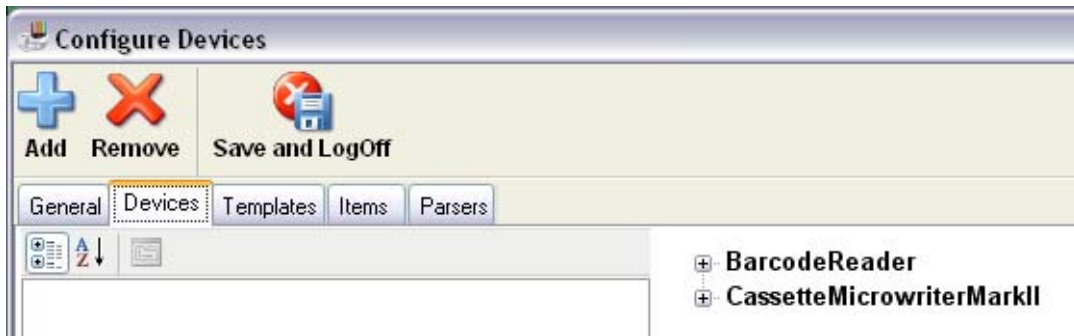 Configure Devices
Add Remove Save and LogOff
General Devices Templates Items Parsers
A
Z
BarcodeReader
CassetteMicrowriterMarkII